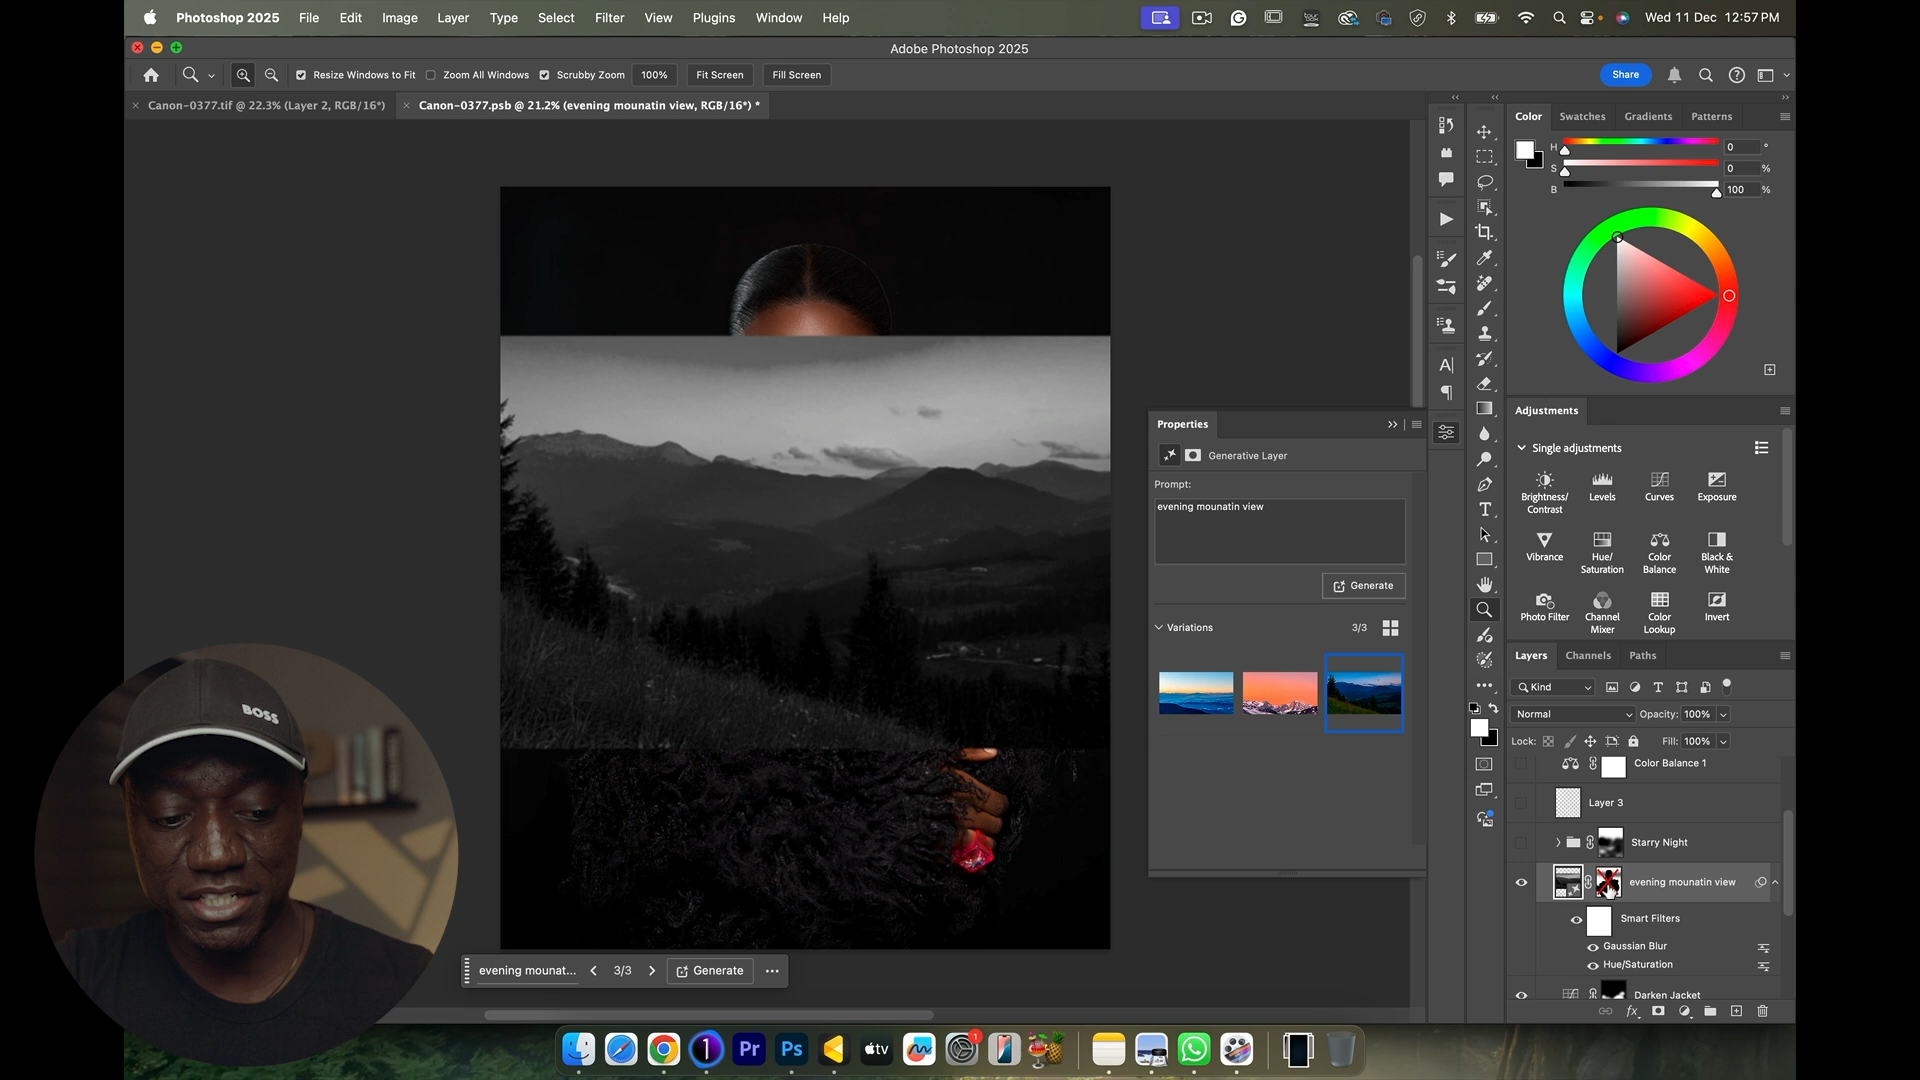 Photoshop 2025 File Edit Image Layer Type Select Filter View Plugins Window Help
Wed 11 Dec 12:57 PM
Adobe Photoshop 2025
Resize Windows to Fit Zoom All Windows Scrubby Zoom 100% Fit Screen Fill Screen
Share
Canon-0377.tif @ 22.3% (Layer 2, RGB/16*)
Canon-0377.psb @ 21.2% (evening mounatin view, RGB/16*) *
Color Swatches Gradients Patterns
H 0 °
S 0 %
B 100 %
Adjustments
Single adjustments
Brightness/
Contrast
Levels
Curves
Exposure
Vibrance
Hue/
Saturation
Color
Balance
Black &
White
Photo Filter
Channel
Mixer
Color
Lookup
Invert
Properties
Generative Layer
Prompt:
evening mounatin view
Generate
Variations 3/3
Layers Channels Paths
Kind
Normal Opacity: 100%
Lock: Fill: 100%
Color Balance 1
Layer 3
Starry Night
evening mounatin view
Smart Filters
Gaussian Blur
Hue/Saturation
Darken Jacket
fx
evening mounat... 3/3 Generate
BOSS
1
Pr
Ps
tv
1